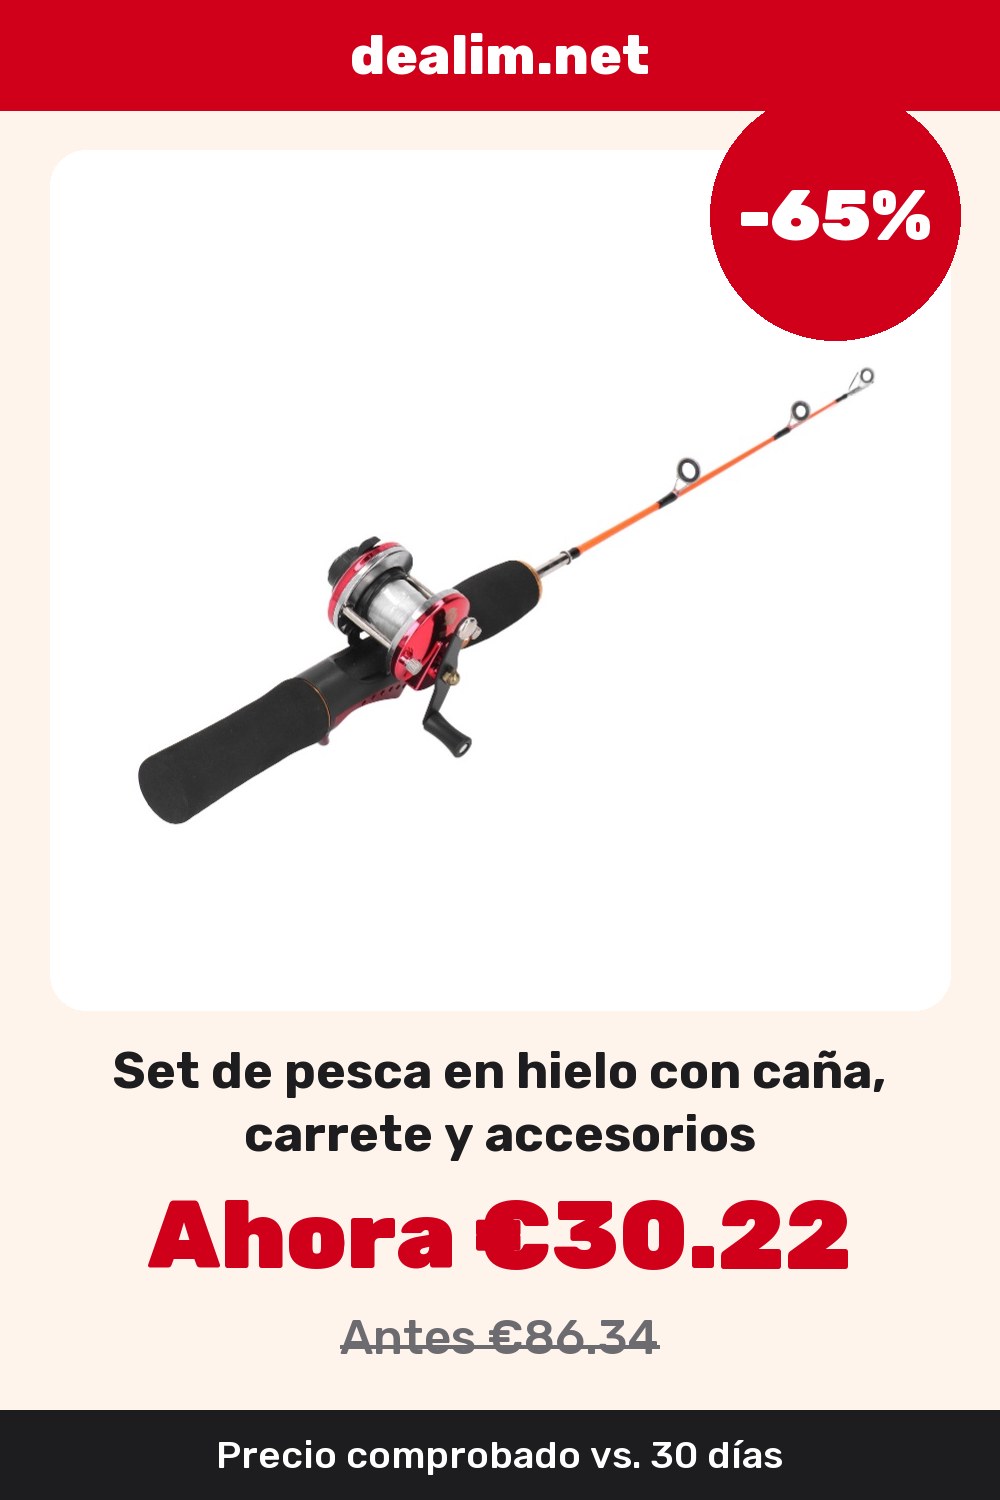 dealim.net
-65%
Set de pesca en hielo con caña,
carrete y accesorios
Ahora €30.22
Antes €86.34
Precio comprobado vs. 30 días